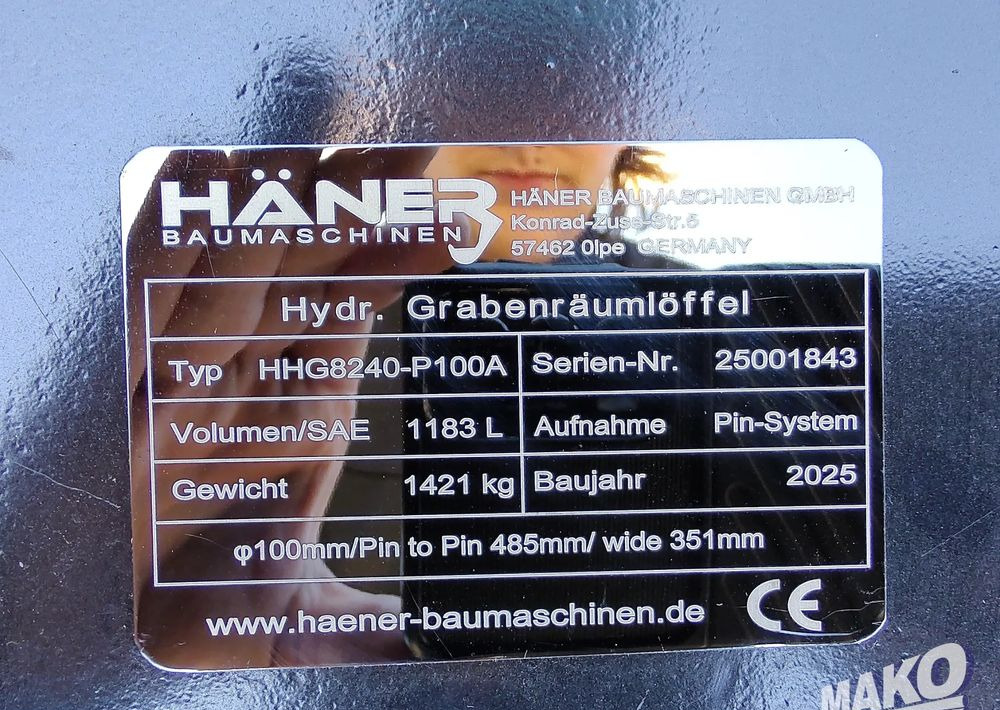 HÄNER
BAUMASCHINEN
HÄNER BAUMASCHINEN GMBH
Konrad-Zuse-Str.5
57462 Olpe GERMANY
Hydr. Grabenräumlöffel
Typ HHG8240-P100A Serien-Nr. 25001843
Volumen/SAE 1183 L Aufnahme Pin-System
Gewicht 1421 kg Baujahr 2025
φ100mm/Pin to Pin 485mm/ wide 351mm
www.haener-baumaschinen.de CE
MAKO